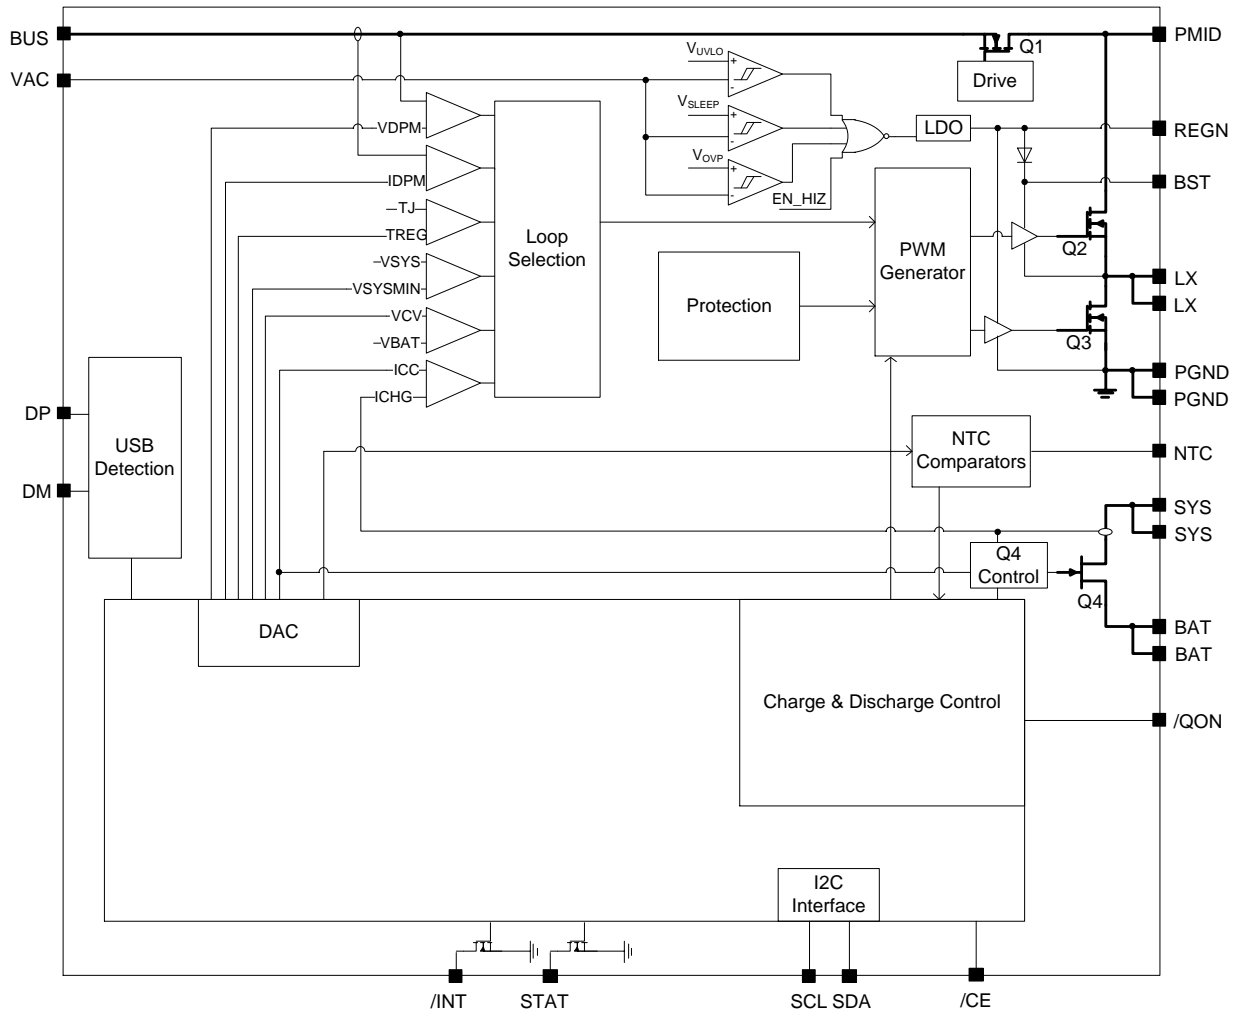 BUS
PMID
VAC
VUVLO
+
-
Q1
Drive
VSLEEP
+
-
VDPM
LDO
REGN
VOVP
+
-
EN_HIZ
BST
IDPM
TJ
TREG
Loop
Selection
PWM
Generator
Q2
VSYS
VSYSMIN
LX
LX
Protection
VCV
VBAT
Q3
ICC
ICHG
PGND
PGND
DP
USB
Detection
DM
NTC
Comparators
NTC
SYS
SYS
Q4
Control
Q4
DAC
BAT
BAT
Charge & Discharge Control
/QON
I2C
Interface
/INT
STAT
SCL SDA
/CE